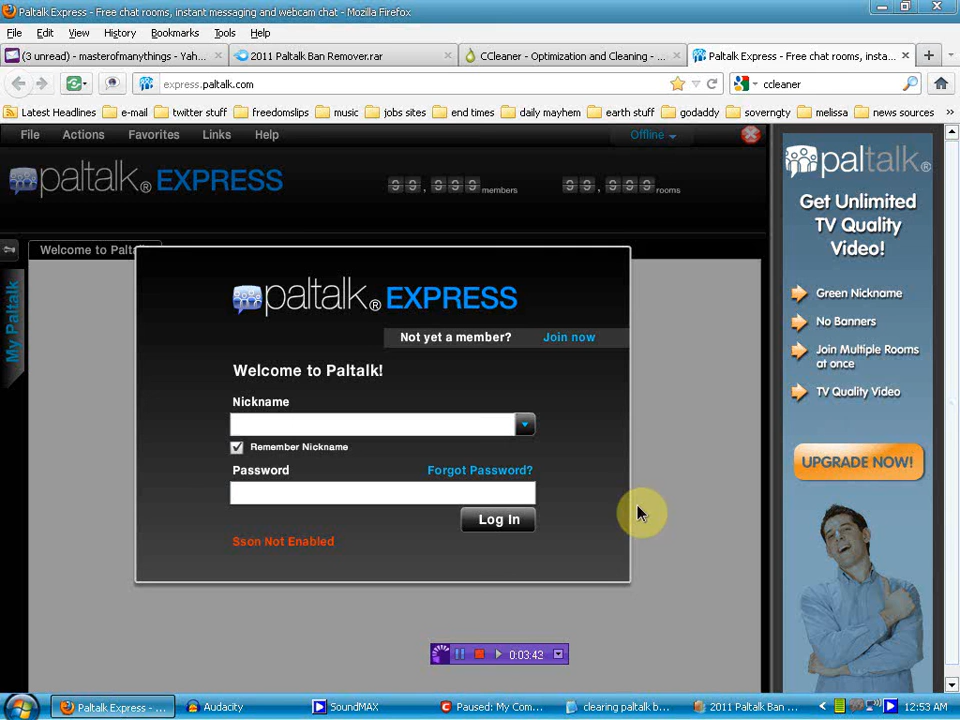 Paltalk Express - Free chat rooms, instant messaging and webcam chat - Mozilla Firefox
File Edit View History Bookmarks Tools Help
(3 unread) - masterofmanythings - Yah...
2011 Paltalk Ban Remover.rar
CCleaner - Optimization and Cleaning - ...
Paltalk Express - Free chat rooms, insta...
express.paltalk.com
ccleaner
Latest Headlines e-mail twitter stuff freedomslips music jobs sites end times daily mayhem earth stuff godaddy soverngty melissa news sources
File Actions Favorites Links Help
Offline
paltalk® EXPRESS
99,999 members 99,999 rooms
Welcome to Palta
My Paltalk
paltalk® EXPRESS
Not yet a member? Join now
Welcome to Paltalk!
Nickname
Remember Nickname
Password Forgot Password?
Log In
Sson Not Enabled
paltalk®
Get Unlimited
TV Quality
Video!
Green Nickname
No Banners
Join Multiple Rooms
at once
TV Quality Video
UPGRADE NOW!
0:03:42
Paltalk Express - ...
Audacity
SoundMAX
Paused: My Com...
clearing paltalk b...
2011 Paltalk Ban ...
12:53 AM